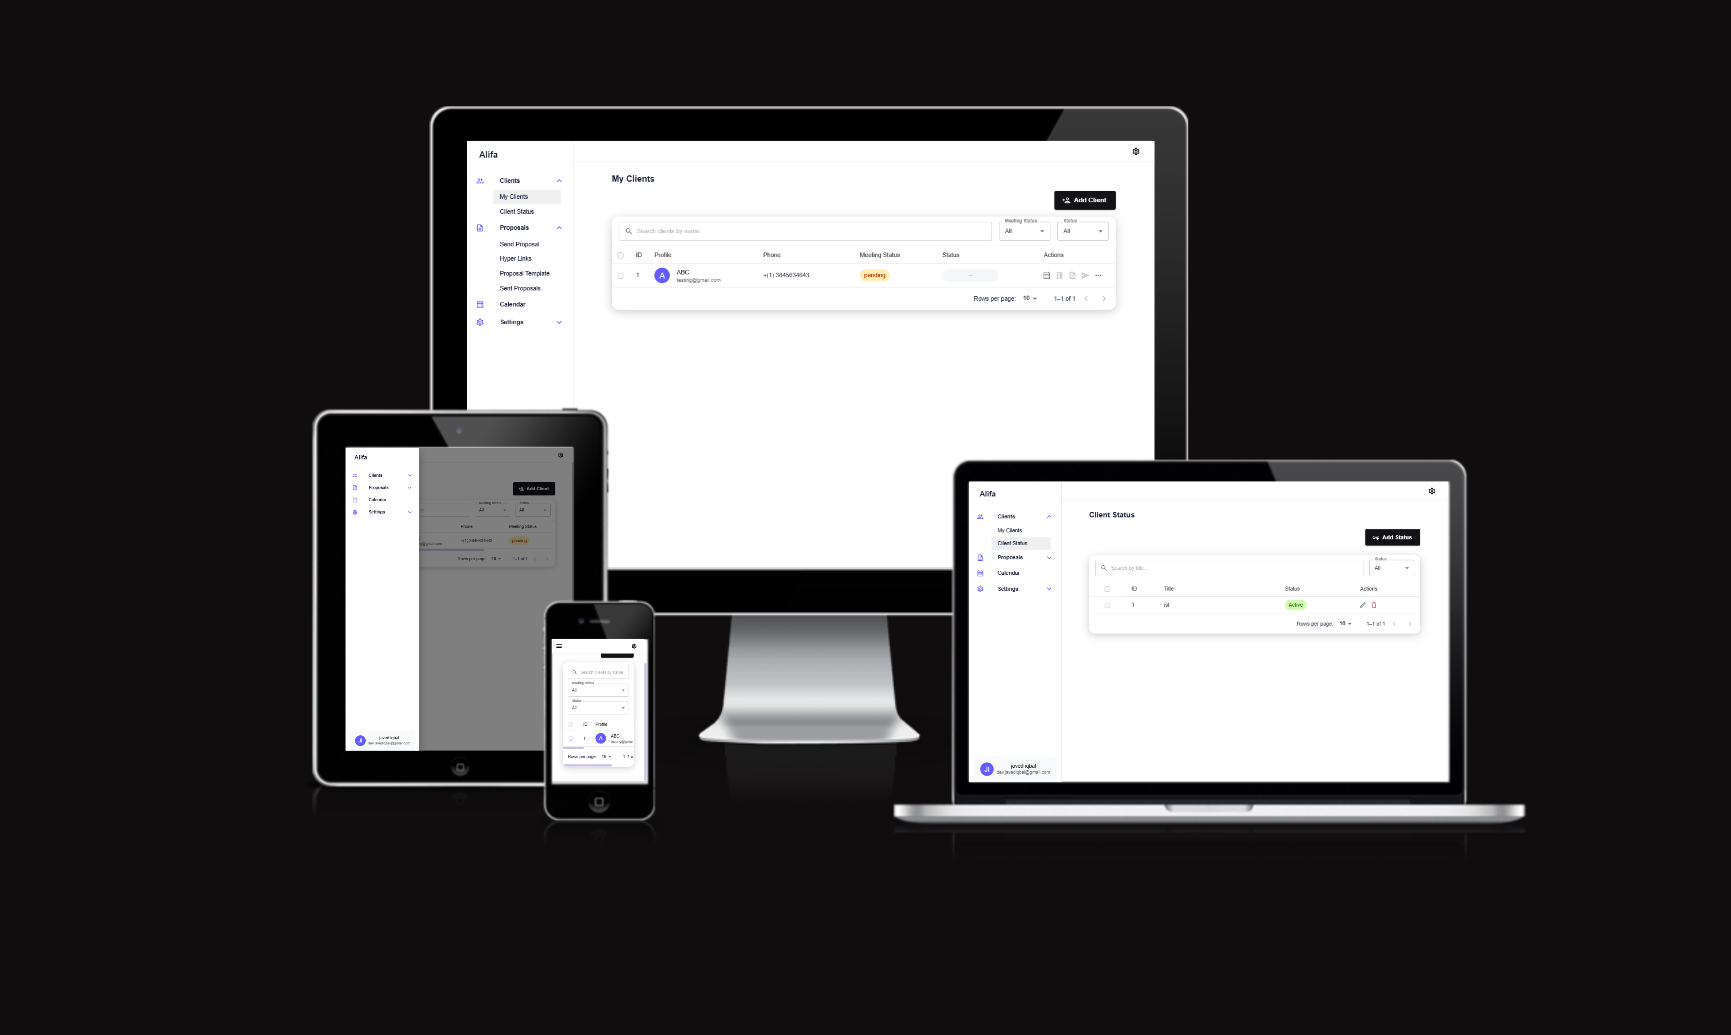 Alifa
Clients
My Clients
Client Status
Proposals
Send Proposal
Hyper Links
Proposal Template
Sent Proposals
Calendar
Settings
My Clients
Add Client
Search clients by name
Meeting Status
All
Status
All
ID Profile Phone Meeting Status Status Actions
1 A ABC +(1) 3845634643 pending --
testing@gmail.com
Rows per page: 10 1–1 of 1
Alifa
Clients
Proposals
Calendar
Settings
Add Client
Meeting Status
All
Status
All
Phone Meeting Status
pending
Rows per page: 10 1–1 of 1
JI javed iqbal
dev.javediqbal@gmail.com
Search clients by name
Meeting Status
All
Status
All
ID Profile
1 A ABC
testing@gmai
Rows per page: 10 1–1 o
Alifa
Clients
My Clients
Client Status
Proposals
Calendar
Settings
JI javed iqbal
dev.javediqbal@gmail.com
Client Status
Add Status
Search by title...
Status
All
ID Title Status Actions
1 ist Active
Rows per page: 10 1–1 of 1